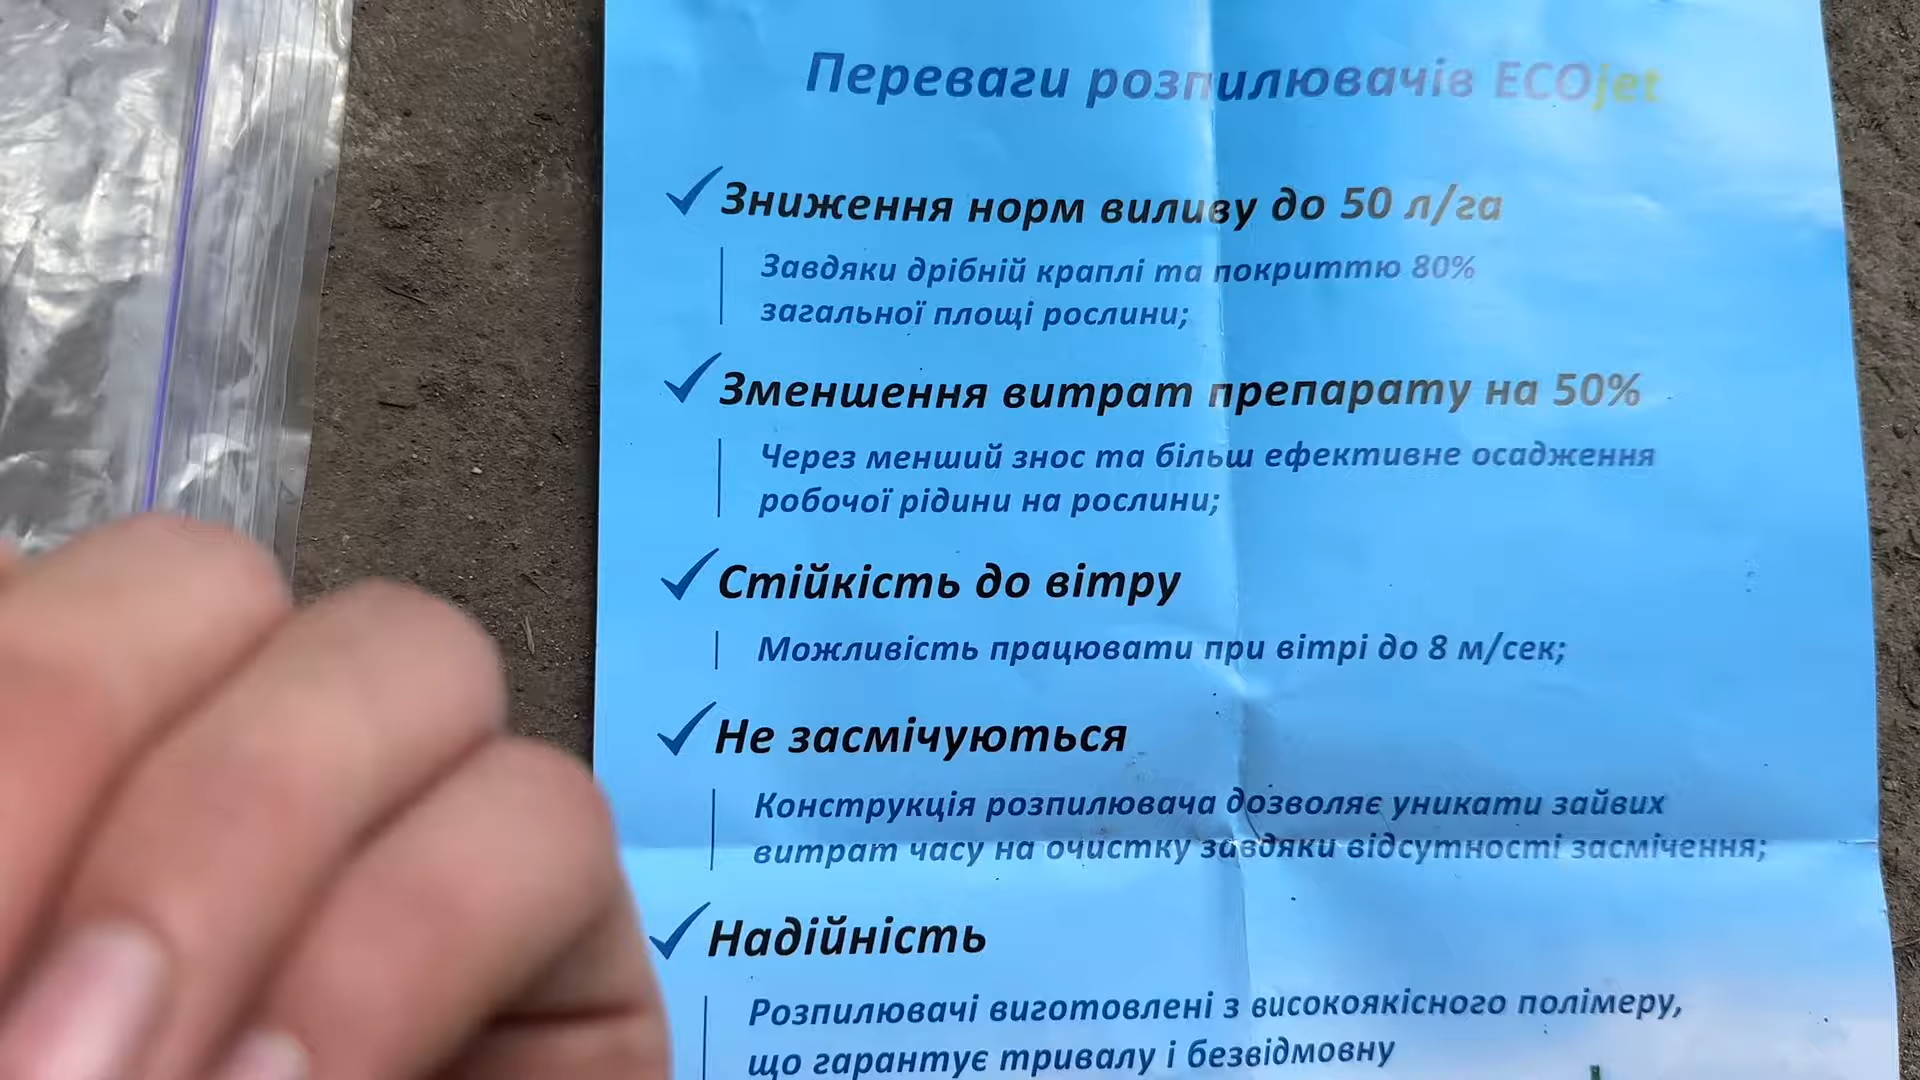 Переваги розпилювачів ECOjet
Зниження норм виливу до 50 л/га
Завдяки дрібній краплі та покриттю 80%
загальної площі рослини;
Зменшення витрат препарату на 50%
Через менший знос та більш ефективне осадження
робочої рідини на рослини;
Стійкість до вітру
Можливість працювати при вітрі до 8 м/сек;
Не засмічуються
Конструкція розпилювача дозволяє уникати зайвих
витрат часу на очистку завдяки відсутності засмічення;
Надійність
Розпилювачі виготовлені з високоякісного полімеру,
що гарантує тривалу і безвідмовну